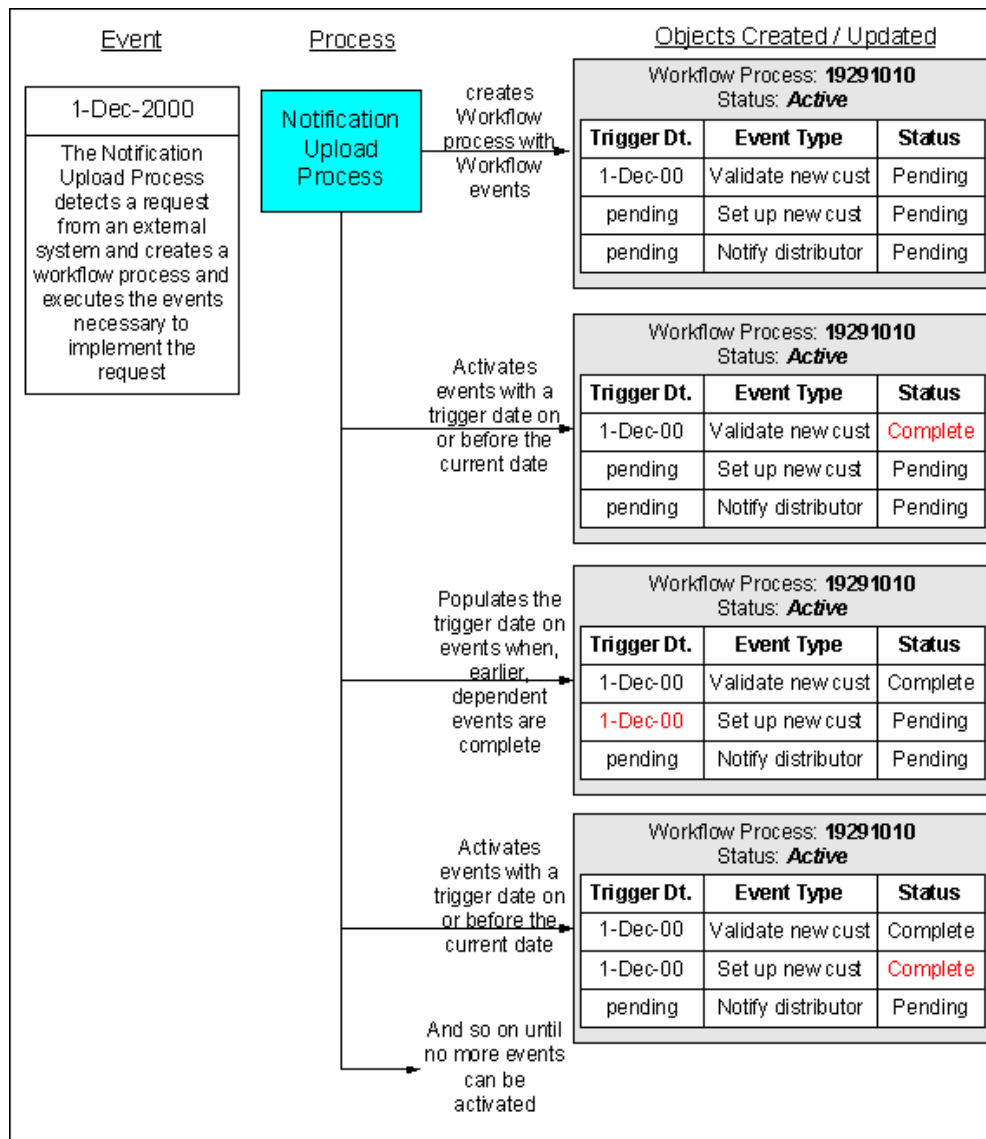 Event
Process
Objects Created / Updated
1-Dec-2000
The Notification
Upload Process
detects a request
from an external
system and creates a
workflow process and
executes the events
necessary to
implement the
request
Notification
Upload
Process
creates
Workflow
process with
Workflow
events
Workflow Process: 19291010
Status: Active
Trigger Dt. Event Type Status
1-Dec-00 Validate new cust Pending
pending Set up new cust Pending
pending Notify distributor Pending
Activates
events with a
trigger date on
or before the
current date
Workflow Process: 19291010
Status: Active
Trigger Dt. Event Type Status
1-Dec-00 Validate new cust Complete
pending Set up new cust Pending
pending Notify distributor Pending
Populates the
trigger date on
events when,
earlier,
dependent
events are
complete
Workflow Process: 19291010
Status: Active
Trigger Dt. Event Type Status
1-Dec-00 Validate new cust Complete
1-Dec-00 Set up new cust Pending
pending Notify distributor Pending
Activates
events with a
trigger date on
or before the
current date
Workflow Process: 19291010
Status: Active
Trigger Dt. Event Type Status
1-Dec-00 Validate new cust Complete
1-Dec-00 Set up new cust Complete
pending Notify distributor Pending
And so on until
no more events
can be
activated